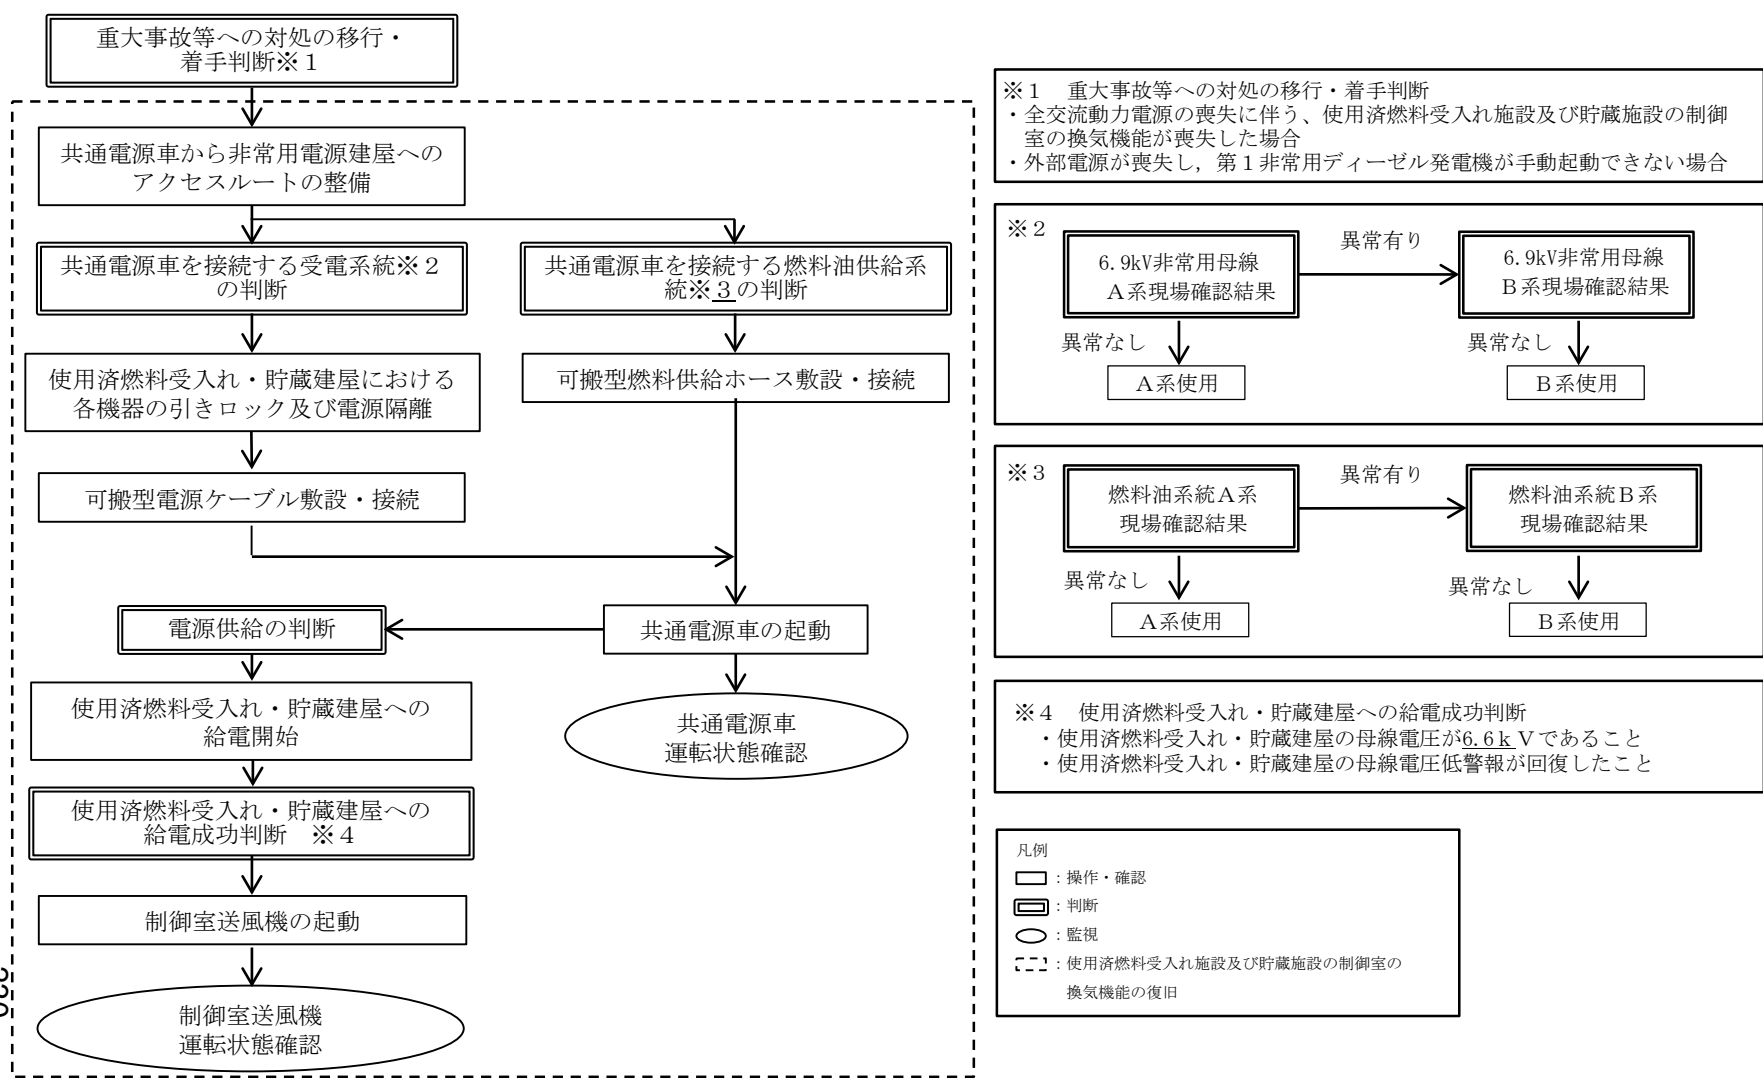 重大事故等への対処の移行・
着手判断※１
共通電源車から非常用電源建屋への
アクセスルートの整備
共通電源車を接続する受電系統※２
の判断
共通電源車を接続する燃料油供給系
統※３の判断
使用済燃料受入れ・貯蔵建屋における
各機器の引きロック及び電源隔離
可搬型燃料供給ホース敷設・接続
可搬型電源ケーブル敷設・接続
電源供給の判断
共通電源車の起動
使用済燃料受入れ・貯蔵建屋への
給電開始
共通電源車
運転状態確認
使用済燃料受入れ・貯蔵建屋への
給電成功判断　※４
制御室送風機の起動
制御室送風機
運転状態確認
※１　重大事故等への対処の移行・着手判断
・全交流動力電源の喪失に伴う、使用済燃料受入れ施設及び貯蔵施設の制御
室の換気機能が喪失した場合
・外部電源が喪失し，第１非常用ディーゼル発電機が手動起動できない場合
※２
6.9kV非常用母線
Ａ系現場確認結果
異常有り
6.9kV非常用母線
Ｂ系現場確認結果
異常なし
異常なし
Ａ系使用
Ｂ系使用
※３
燃料油系統Ａ系
現場確認結果
異常有り
燃料油系統Ｂ系
現場確認結果
異常なし
異常なし
Ａ系使用
Ｂ系使用
※４　使用済燃料受入れ・貯蔵建屋への給電成功判断
・使用済燃料受入れ・貯蔵建屋の母線電圧が6.6ｋＶであること
・使用済燃料受入れ・貯蔵建屋の母線電圧低警報が回復したこと
凡例
：操作・確認
：判断
：監視
：使用済燃料受入れ施設及び貯蔵施設の制御室の
換気機能の復旧